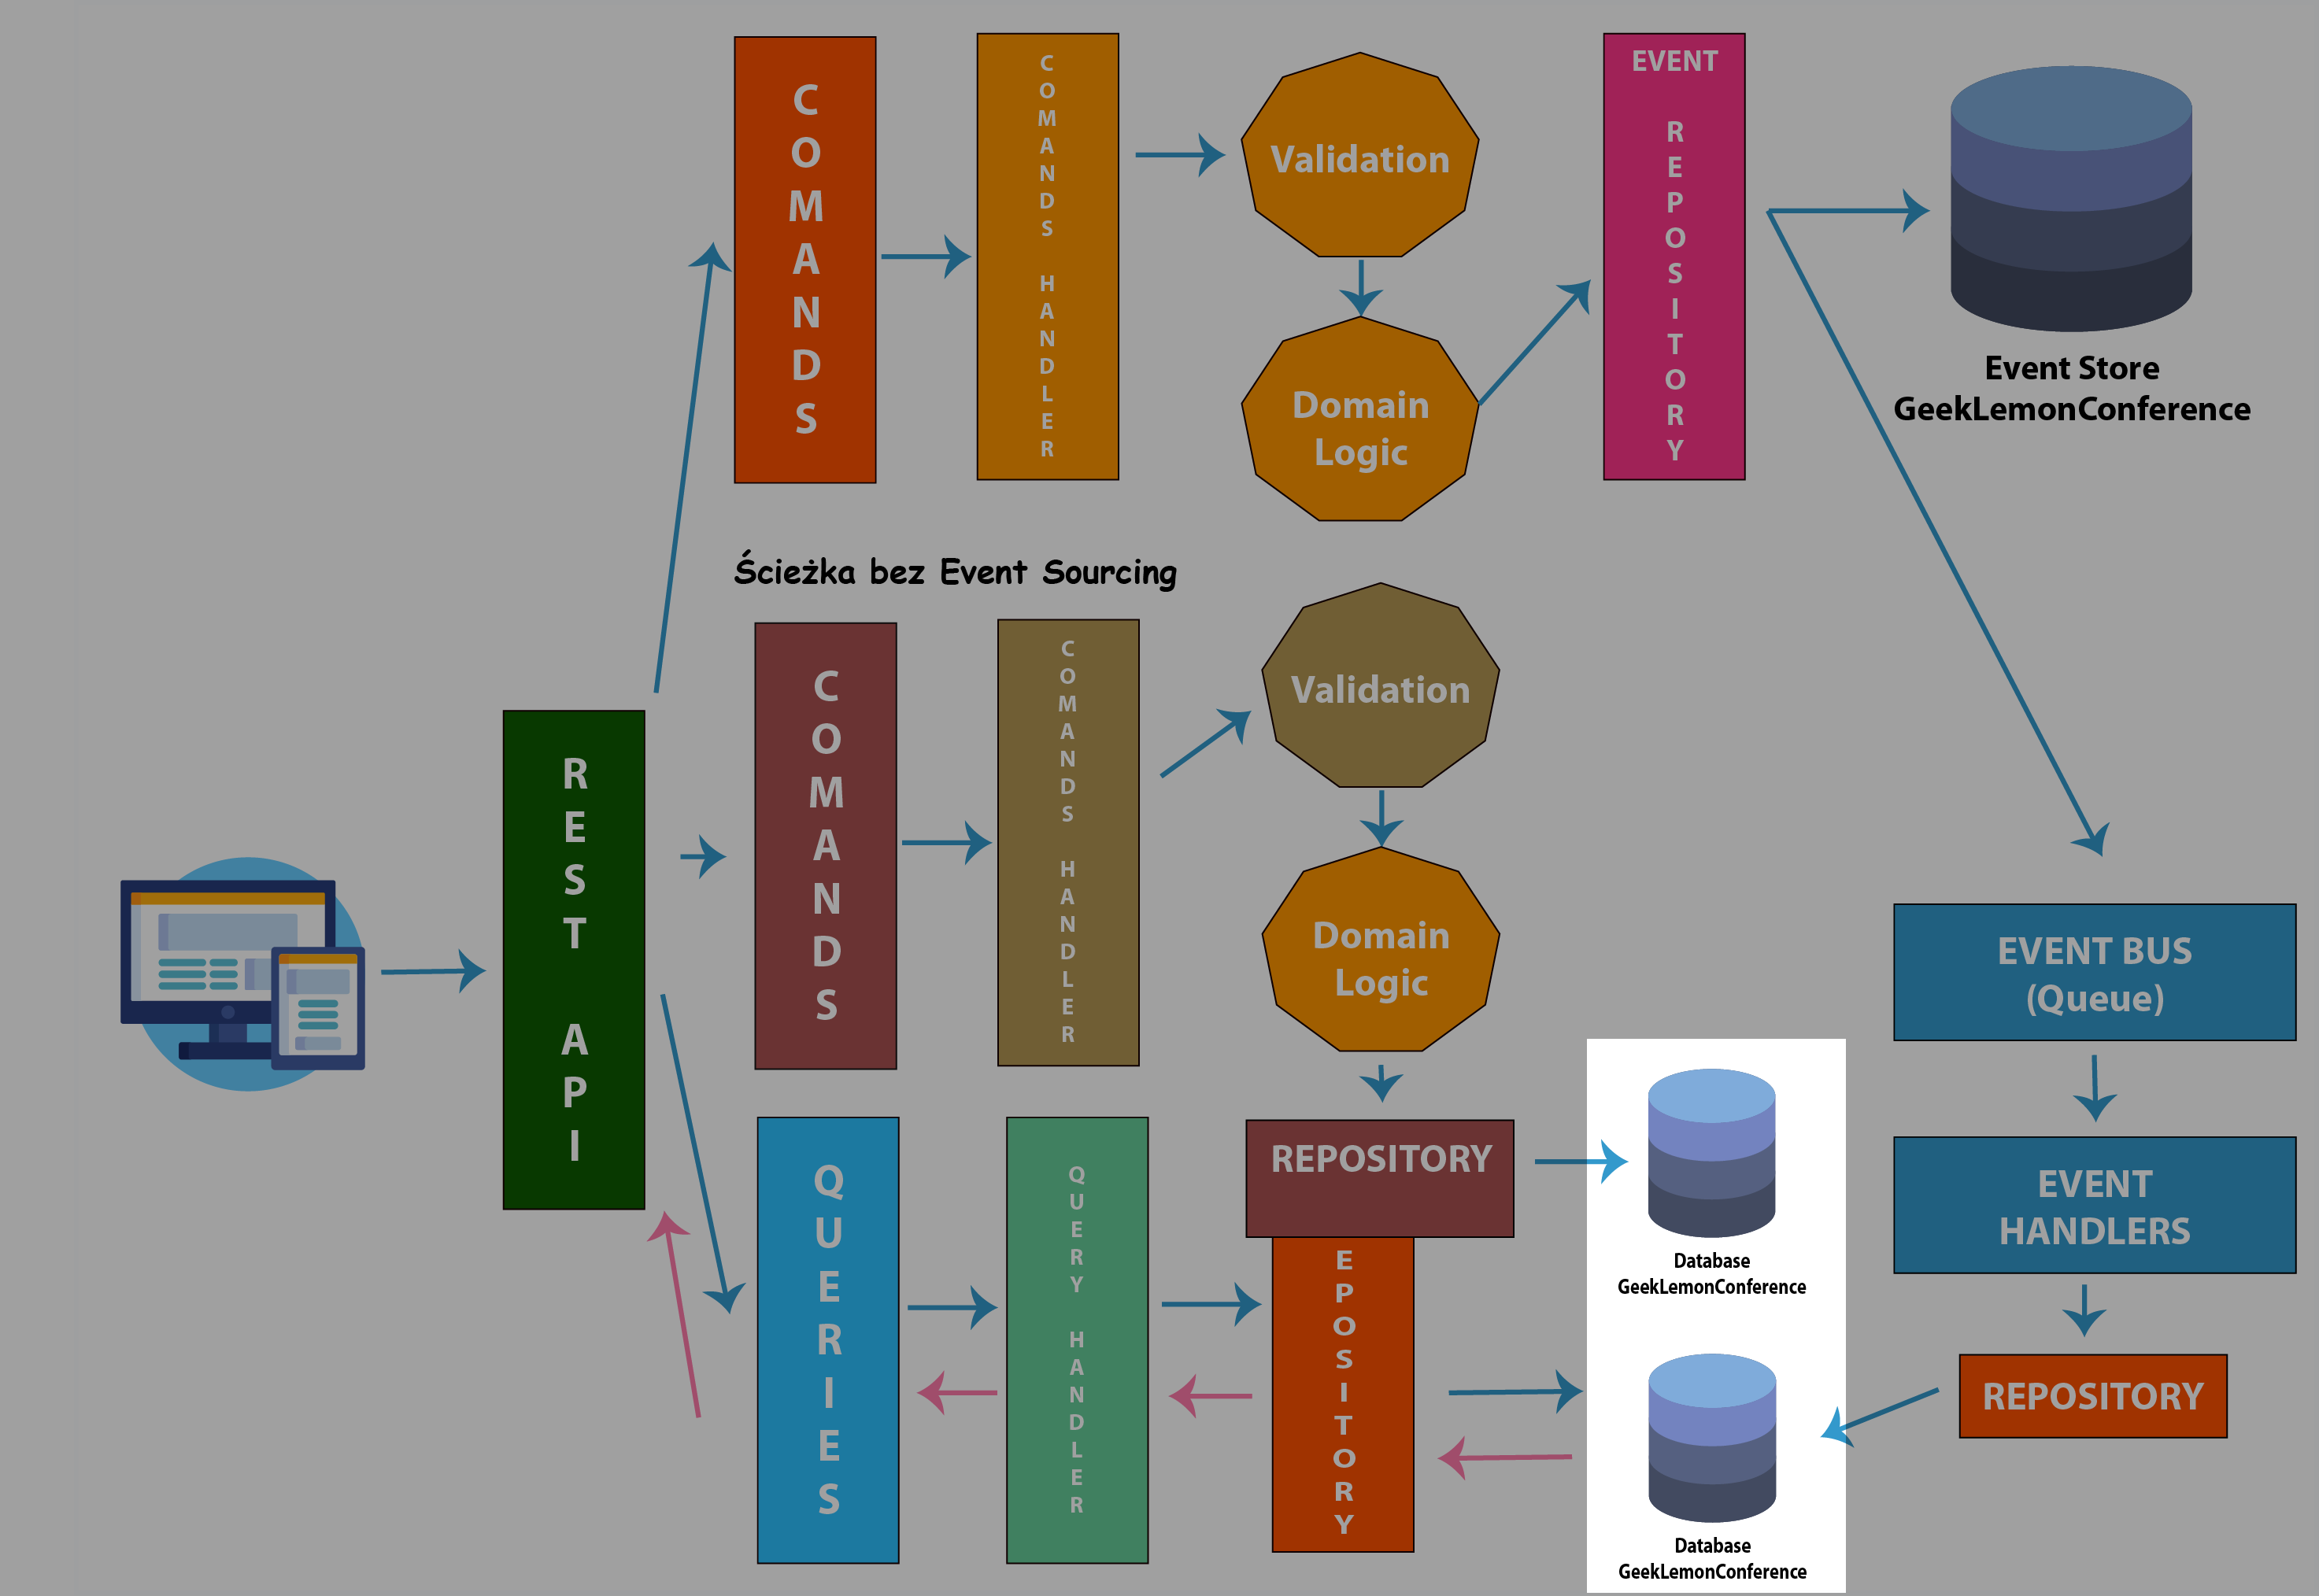 COMANDS
COMANDS HANDLER
Validation
Domain
Logic
EVENT
REPOSITORY
Event Store
GeekLemonConference
Ścieżka bez Event Sourcing
REST API
COMANDS
COMANDS HANDLER
Validation
Domain
Logic
EVENT BUS
(Queue)
EVENT
HANDLERS
REPOSITORY
QUERIES
QUERY HANDLER
REPOSITORY
EPOSITORY
Database
GeekLemonConference
Database
GeekLemonConference